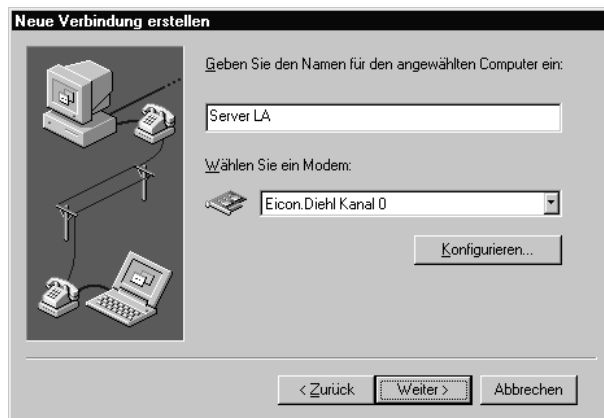 Neue Verbindung erstellen
Geben Sie den Namen für den angewählten Computer ein:
Server LA
Wählen Sie ein Modem:
Eicon.Diehl Kanal 0
Konfigurieren...
< Zurück
Weiter >
Abbrechen